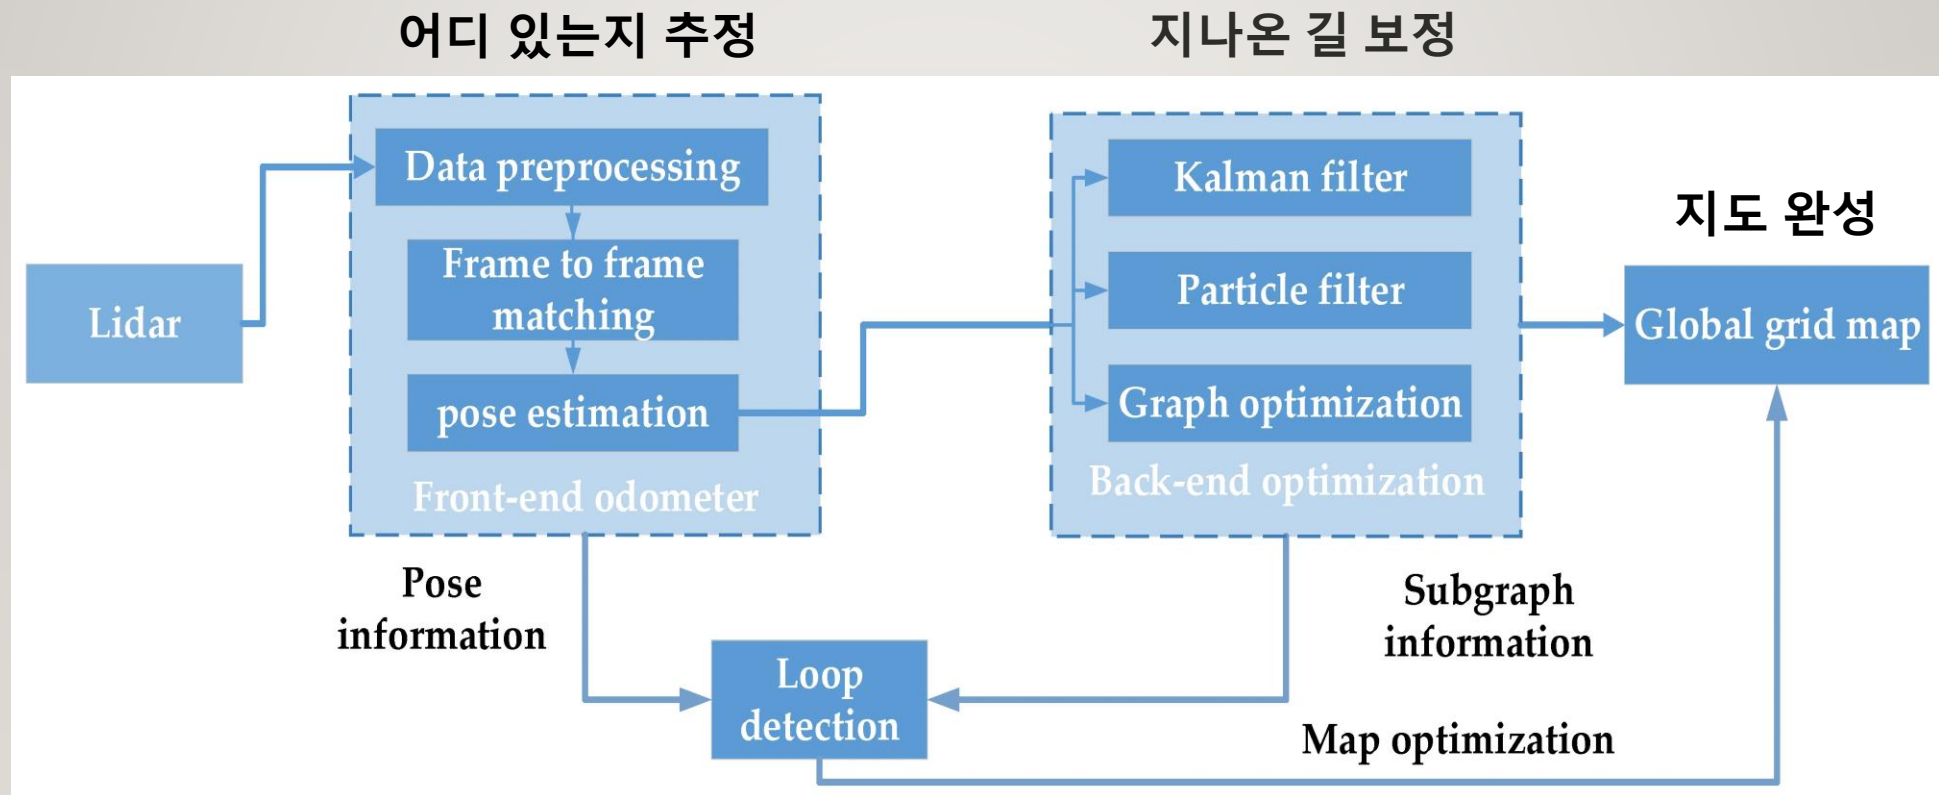 어디 있는지 추정
지나온 길 보정
Data preprocessing
Frame to frame
matching
pose estimation
Front-end odometer
Kalman filter
Particle filter
Graph optimization
Back-end optimization
지도 완성
Lidar
Global grid map
Pose
information
Subgraph
information
Loop
detection
Map optimization